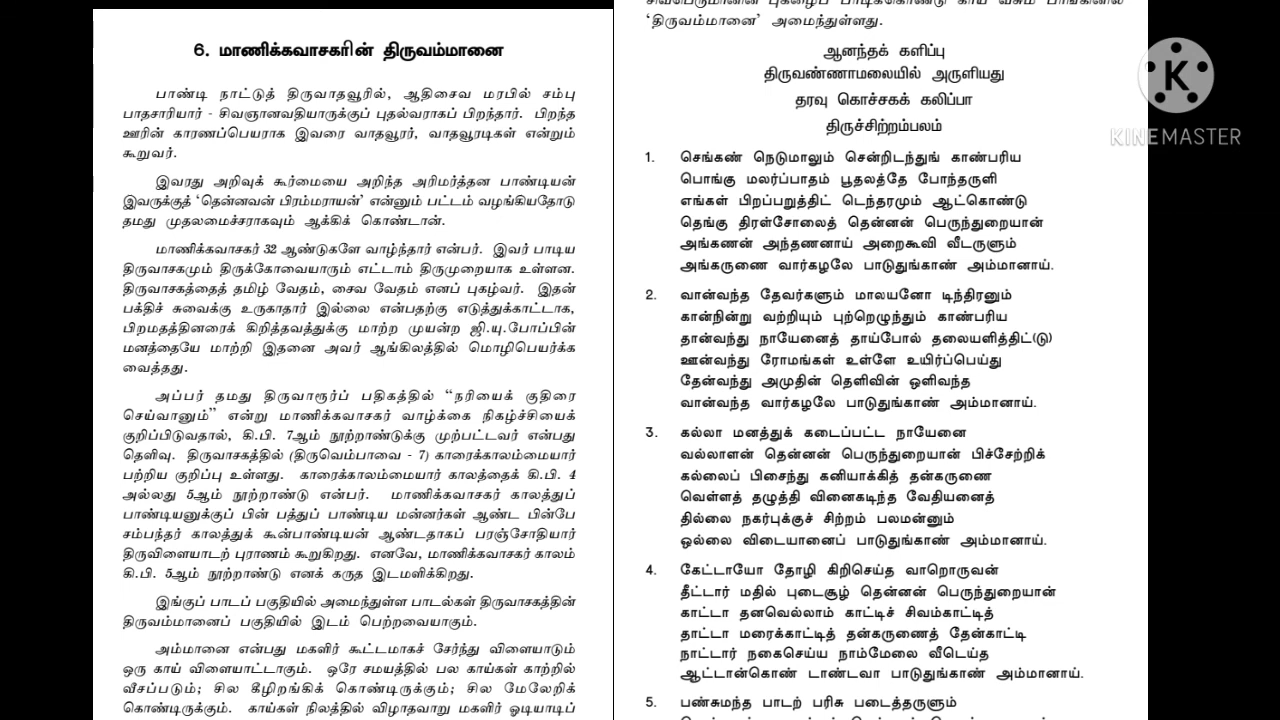 6. மாணிக்கவாசகரின் திருவம்மானை
பாண்டி நாட்டுத் திருவாதவூரில், ஆதிசைவ மரபில் சம்பு
பாதசாரியார் - சிவஞானவதியாருக்குப் புதல்வராகப் பிறந்தார். பிறந்த
ஊரின் காரணப்பெயராக இவரை வாதவூரர், வாதவூரடிகள் என்றும்
கூறுவர்.
இவரது அறிவுக் கூர்மையை அறிந்த அரிமர்த்தன பாண்டியன்
இவருக்குத் ‘தென்னவன் பிரம்மராயன்’ என்னும் பட்டம் வழங்கியதோடு
தமது முதலமைச்சராகவும் ஆக்கிக் கொண்டான்.
மாணிக்கவாசகர் 32 ஆண்டுகளே வாழ்ந்தார் என்பர். இவர் பாடிய
திருவாசகமும் திருக்கோவையாரும் எட்டாம் திருமுறையாக உள்ளன.
திருவாசகத்தைத் தமிழ் வேதம், சைவ வேதம் எனப் புகழ்வர். இதன்
பக்திச் சுவைக்கு உருகாதார் இல்லை என்பதற்கு எடுத்துக்காட்டாக,
பிறமதத்தினரைக் கிறித்தவத்துக்கு மாற்ற முயன்ற ஜி.யு.போப்பின்
மனத்தையே மாற்றி இதனை அவர் ஆங்கிலத்தில் மொழிபெயர்க்க
வைத்தது.
அப்பர் தமது திருவாரூர்ப் பதிகத்தில் “நரியைக் குதிரை
செய்வானும்” என்று மாணிக்கவாசகர் வாழ்க்கை நிகழ்ச்சியைக்
குறிப்பிடுவதால், கி.பி. 7ஆம் நூற்றாண்டுக்கு முற்பட்டவர் என்பது
தெளிவு. திருவாசகத்தில் (திருவெம்பாவை - 7) காரைக்காலம்மையார்
பற்றிய குறிப்பு உள்ளது. காரைக்காலம்மையார் காலத்தைக் கி.பி. 4
அல்லது 5ஆம் நூற்றாண்டு என்பர். மாணிக்கவாசகர் காலத்துப்
பாண்டியனுக்குப் பின் பத்துப் பாண்டிய மன்னர்கள் ஆண்ட பின்பே
சம்பந்தர் காலத்துக் கூன்பாண்டியன் ஆண்டதாகப் பரஞ்சோதியார்
திருவிளையாடற் புராணம் கூறுகிறது. எனவே, மாணிக்கவாசகர் காலம்
கி.பி. 5ஆம் நூற்றாண்டு எனக் கருத இடமளிக்கிறது.
இங்குப் பாடப் பகுதியில் அமைந்துள்ள பாடல்கள் திருவாசகத்தின்
திருவம்மானைப் பகுதியில் இடம் பெற்றவையாகும்.
அம்மானை என்பது மகளிர் கூட்டமாகச் சேர்ந்து விளையாடும்
ஒரு காய் விளையாட்டாகும். ஒரே சமயத்தில் பல காய்கள் காற்றில்
வீசப்படும்; சில கீழிறங்கிக் கொண்டிருக்கும்; சில மேலேறிக்
கொண்டிருக்கும். காய்கள் நிலத்தில் விழாதவாறு மகளிர் ஓடியாடிப்
சிவபெருமானின் புகழைப் பாடிக்கொண்டு காய் வீசும் பாங்கினில்
‘திருவம்மானை’ அமைந்துள்ளது.
ஆனந்தக் களிப்பு
திருவண்ணாமலையில் அருளியது
தரவு கொச்சகக் கலிப்பா
திருச்சிற்றம்பலம்
1. செங்கண் நெடுமாலும் சென்றிடந்துங் காண்பரிய
பொங்கு மலர்ப்பாதம் பூதலத்தே போந்தருளி
எங்கள் பிறப்பறுத்திட் டெந்தரமும் ஆட்கொண்டு
தெங்கு திரள்சோலைத் தென்னன் பெருந்துறையான்
அங்கணன் அந்தணனாய் அறைகூவி வீடருளும்
அங்கருணை வார்கழலே பாடுதுங்காண் அம்மானாய்.
2. வான்வந்த தேவர்களும் மாலயனோ டிந்திரனும்
கான்நின்று வற்றியும் புற்றெழுந்தும் காண்பரிய
தான்வந்து நாயேனைத் தாய்போல் தலையளித்திட்(டு)
ஊன்வந்து ரோமங்கள் உள்ளே உயிர்ப்பெய்து
தேன்வந்து அமுதின் தெளிவின் ஒளிவந்த
வான்வந்த வார்கழலே பாடுதுங்காண் அம்மானாய்.
3. கல்லா மனத்துக் கடைப்பட்ட நாயேனை
வல்லாளன் தென்னன் பெருந்துறையான் பிச்சேற்றிக்
கல்லைப் பிசைந்து கனியாக்கித் தன்கருணை
வெள்ளத் தழுத்தி வினைகடிந்த வேதியனைத்
தில்லை நகர்புக்குச் சிற்றம் பலமன்னும்
ஒல்லை விடையானைப் பாடுதுங்காண் அம்மானாய்.
4. கேட்டாயோ தோழி கிறிசெய்த வாறொருவன்
தீட்டார் மதில் புடைசூழ் தென்னன் பெருந்துறையான்
காட்டா தனவெல்லாம் காட்டிச் சிவம்காட்டித்
தாட்டா மரைக்காட்டித் தன்கருணைத் தேன்காட்டி
நாட்டார் நகைசெய்ய நாம்மேலை வீடெய்த
ஆட்டான்கொண் டாண்டவா பாடுதுங்காண் அம்மானாய்.
5. பண்சுமந்த பாடற் பரிசு படைத்தருளும்
K
KINEMASTER